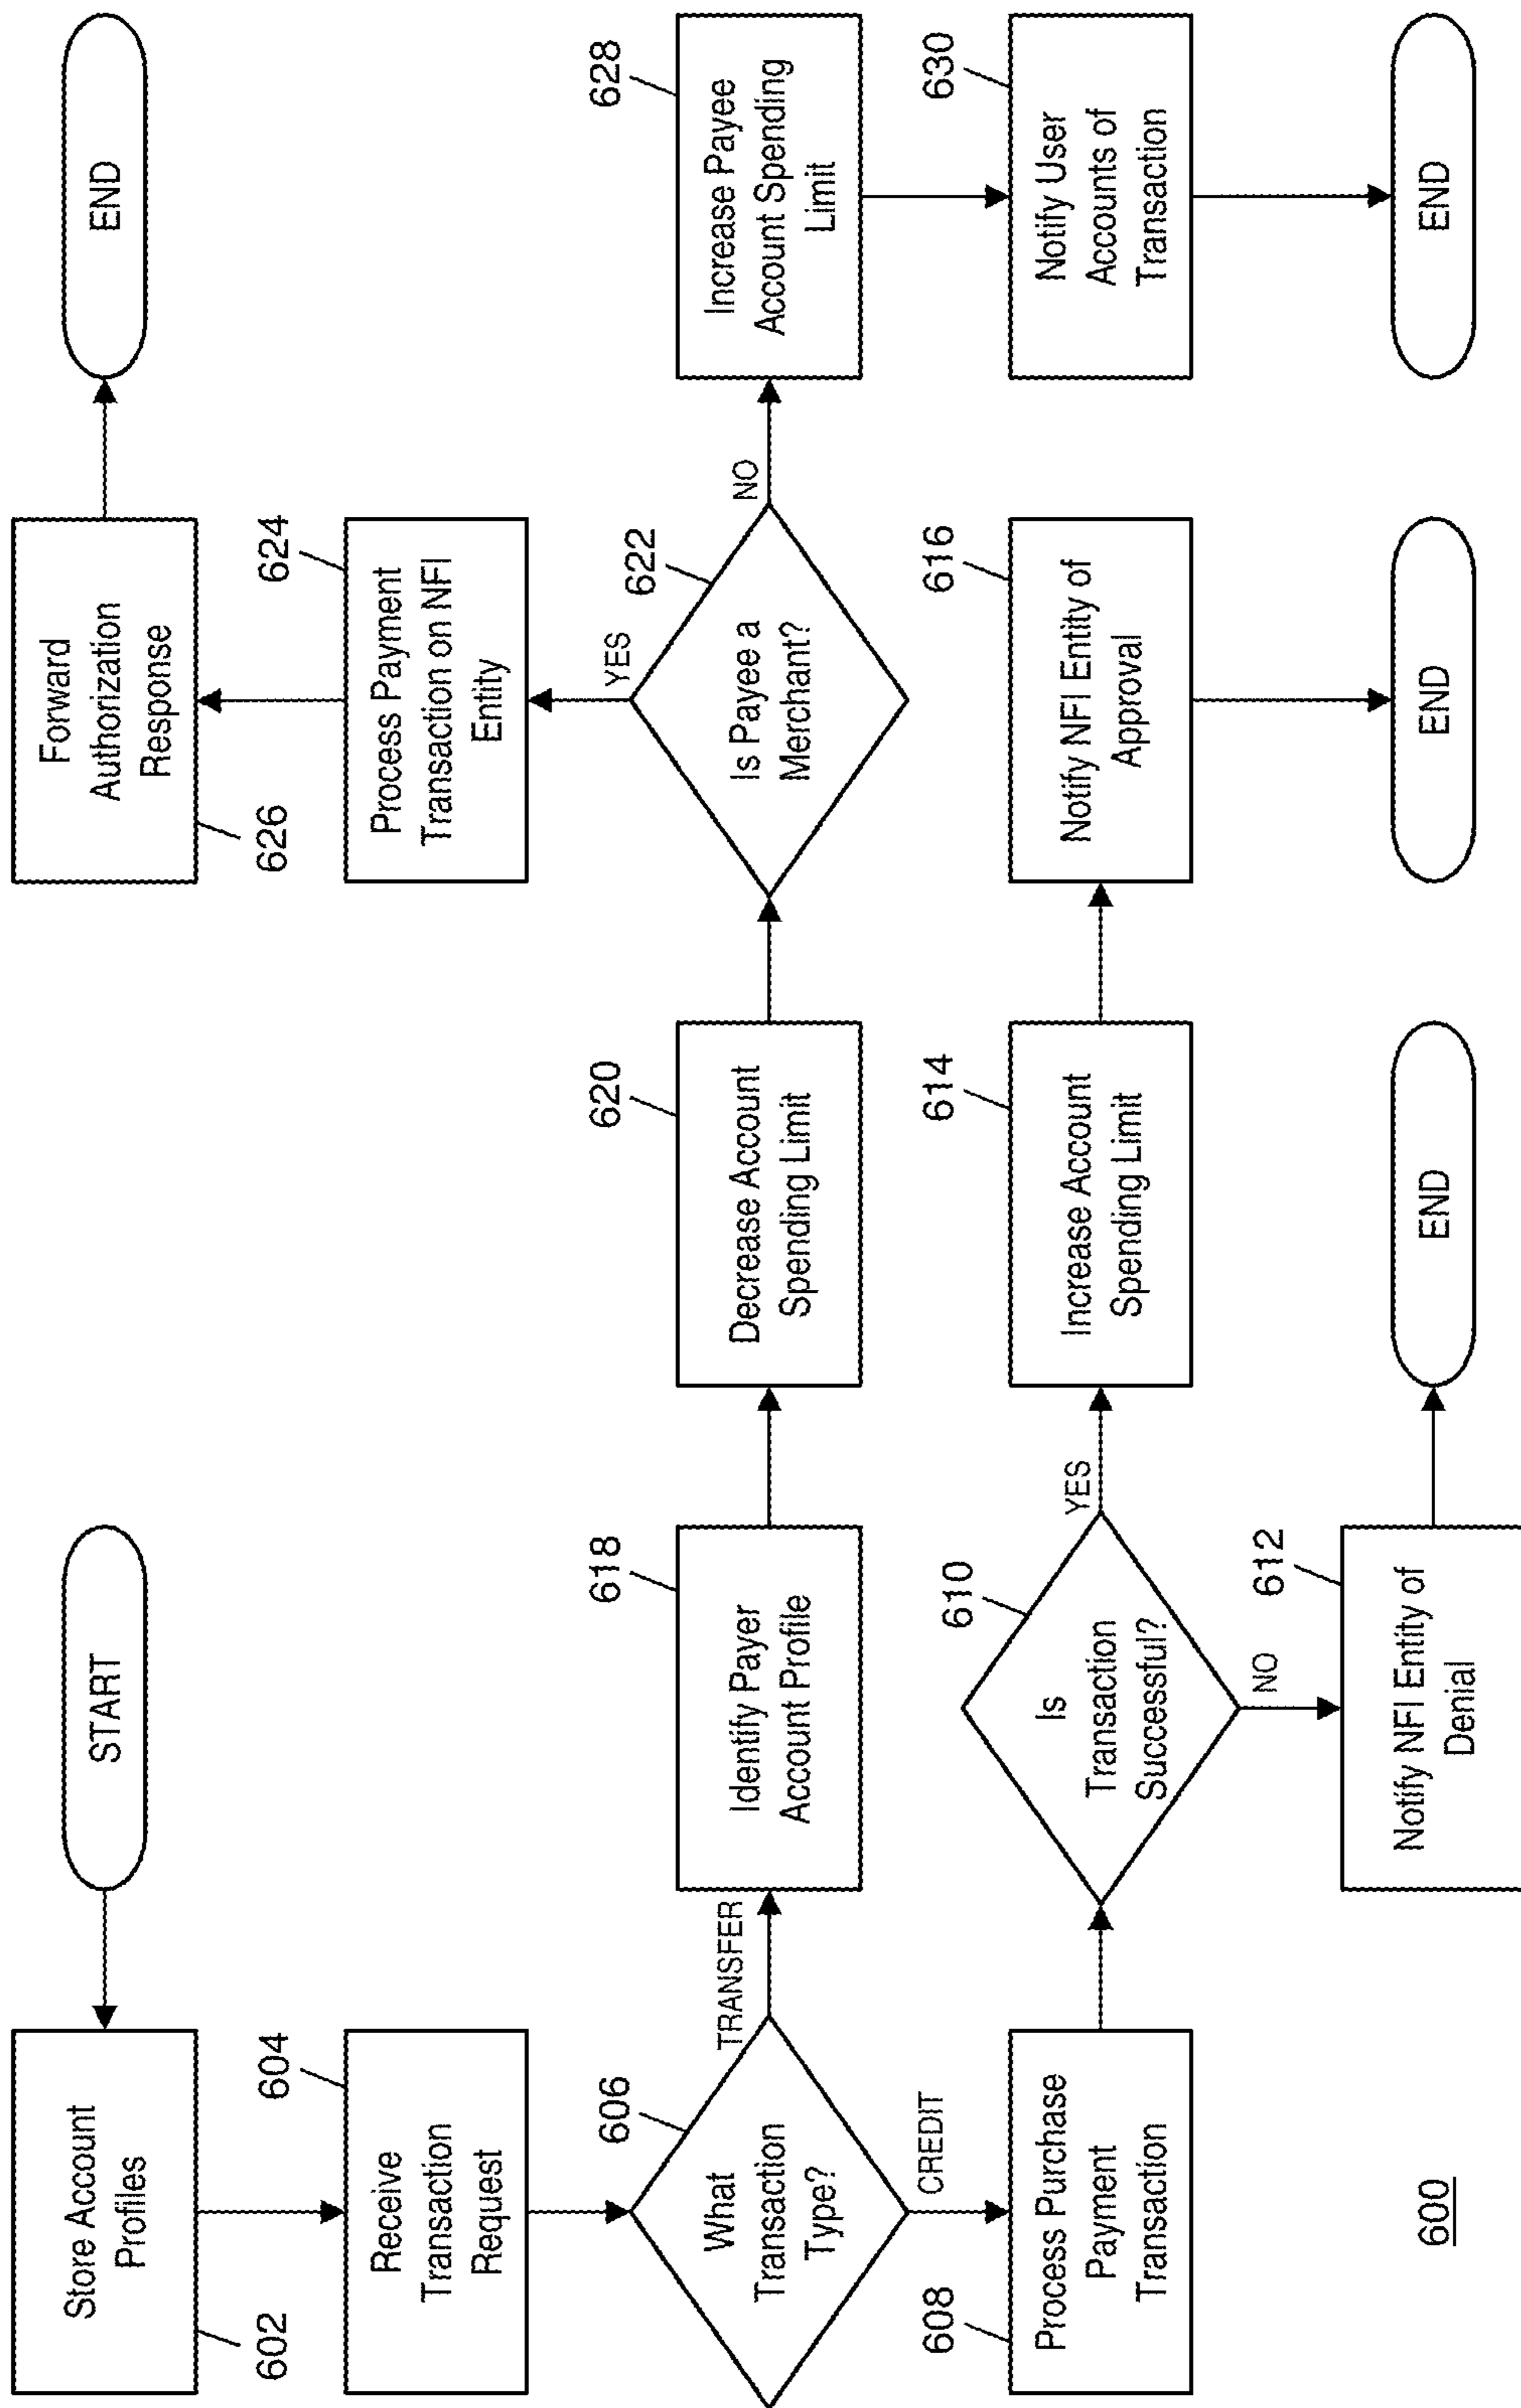 START
Store Account
Profiles
602
Receive
Transaction
Request
604
What
Transaction
Type?
606
TRANSFER
CREDIT
Process Purchase
Payment
Transaction
608
Is
Transaction
Successful?
610
YES
NO
Notify NFI Entity of
Denial
612
END
Increase Account
Spending Limit
614
Notify NFI Entity of
Approval
616
END
Identify Payer
Account Profile
618
Decrease Account
Spending Limit
620
Is Payee a
Merchant?
622
YES
NO
Process Payment
Transaction on NFI
Entity
624
Forward
Authorization
Response
626
END
Increase Payee
Account Spending
Limit
628
Notify User
Accounts of
Transaction
630
END
600